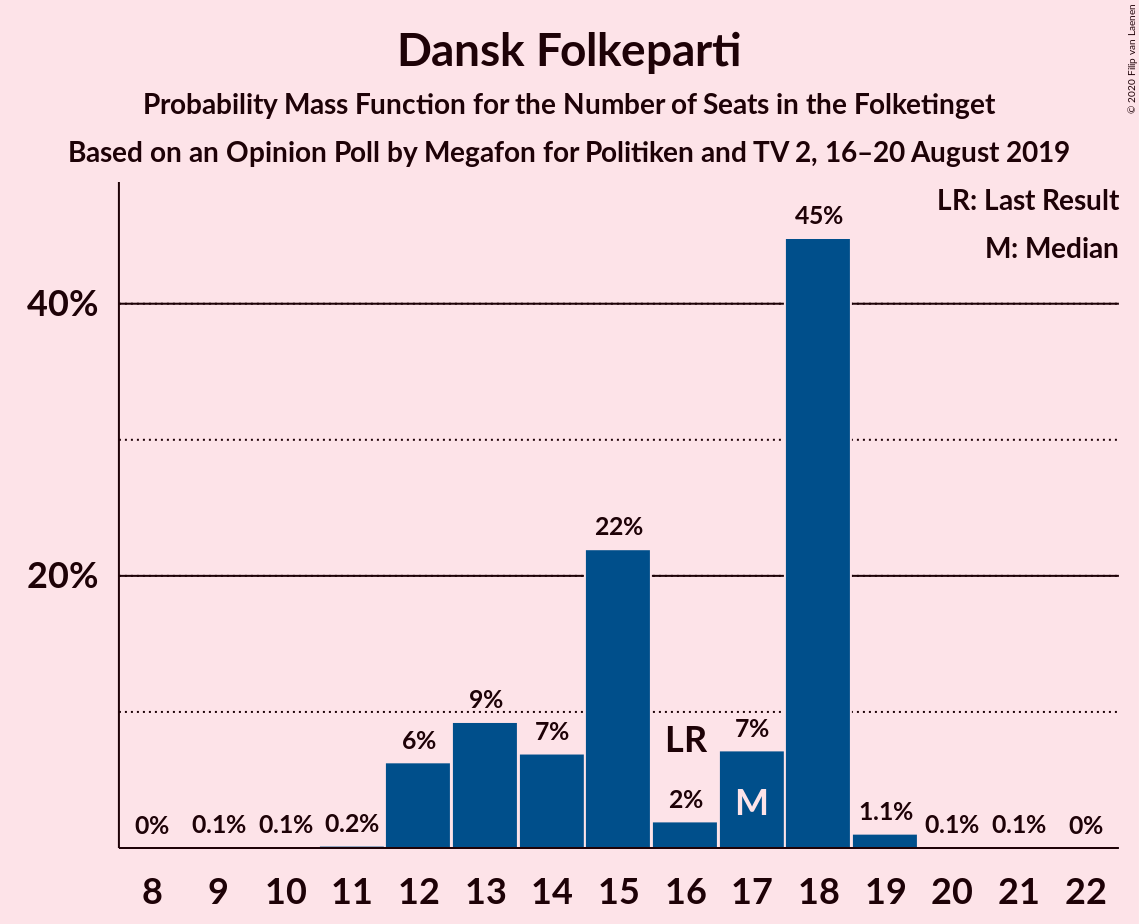 Dansk Folkeparti
Probability Mass Function for the Number of Seats in the Folketinget
Based on an Opinion Poll by Megafon for Politiken and TV 2, 16–20 August 2019
© 2020 Filip van Laenen
LR: Last Result
M: Median
40%
20%
0%
0.1%
0.1%
0.2%
6%
9%
7%
22%
LR
2%
7%
M
45%
1.1%
0.1%
0.1%
0%
8 9 10 11 12 13 14 15 16 17 18 19 20 21 22